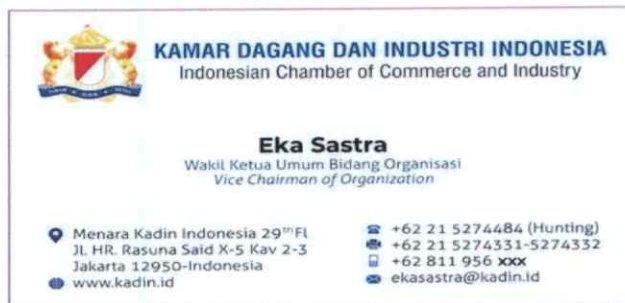 KAMAR DAGANG DAN INDUSTRI INDONESIA
Indonesian Chamber of Commerce and Industry
Eka Sastra
Wakil Ketua Umum Bidang Organisasi
Vice Chairman of Organization
Menara Kadin Indonesia 29th Fl
Jl. HR. Rasuna Said X-5 Kav 2-3
Jakarta 12950-Indonesia
www.kadin.id
+62 21 5274484 (Hunting)
+62 21 5274331-5274332
+62 811 956 xxx
ekasastra@kadin.id